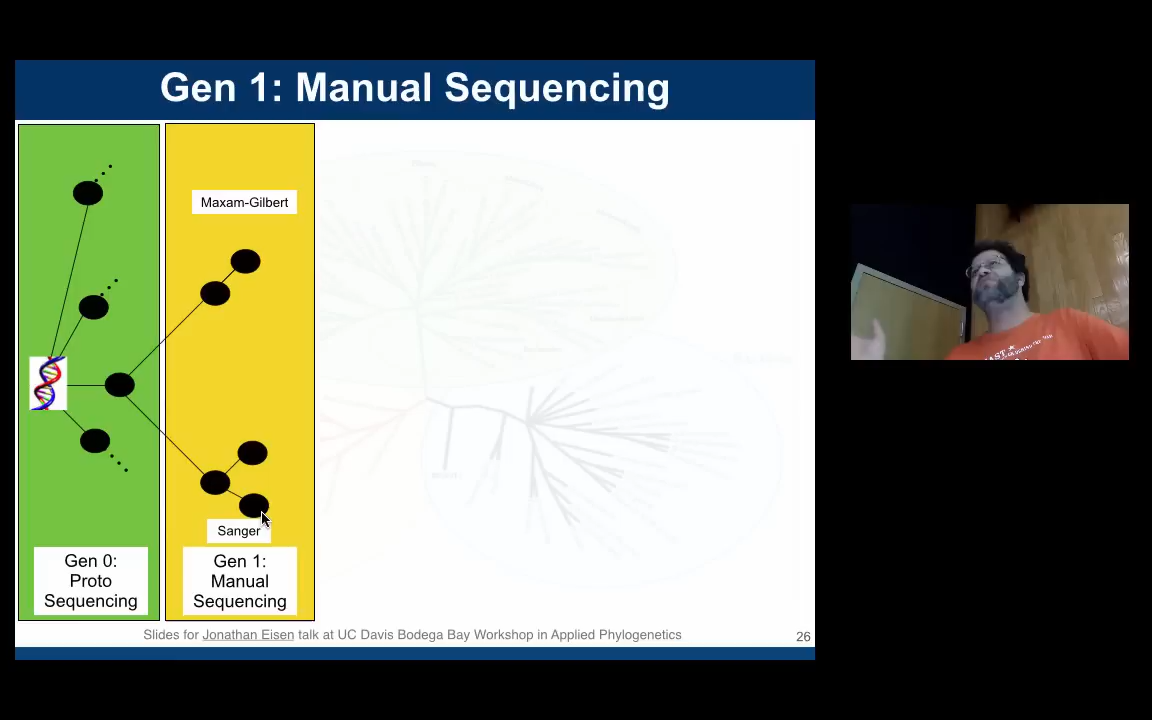 Gen 1: Manual Sequencing
Maxam-Gilbert
Sanger
Gen 0:
Proto
Sequencing
Gen 1:
Manual
Sequencing
Slides for Jonathan Eisen talk at UC Davis Bodega Bay Workshop in Applied Phylogenetics
26